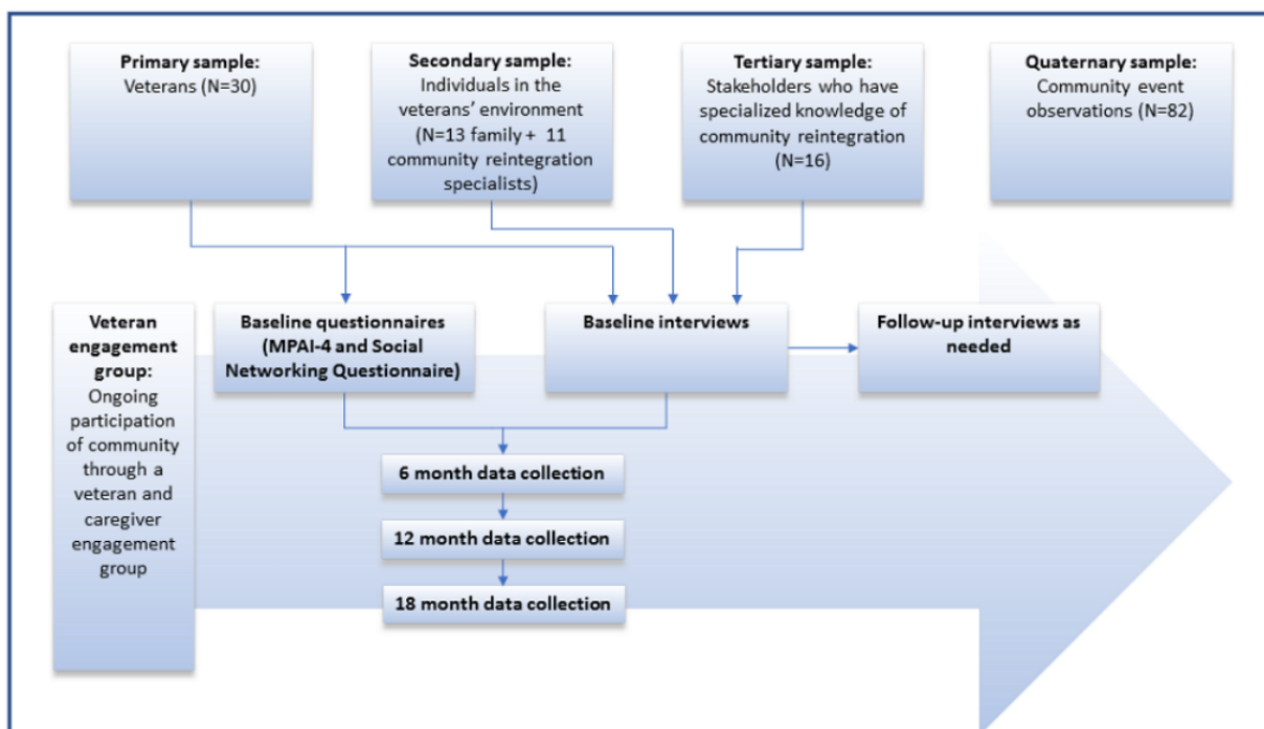 Primary sample:
Veterans (N=30)
Secondary sample:
Individuals in the
veterans' environment
(N=13 family + 11
community reintegration
specialists)
Tertiary sample:
Stakeholders who have
specialized knowledge of
community reintegration
(N=16)
Quaternary sample:
Community event
observations (N=82)
Veteran
engagement
group:
Ongoing
participation
of community
through a
veteran and
caregiver
engagement
group
Baseline questionnaires
(MPAI-4 and Social
Networking Questionnaire)
Baseline interviews
Follow-up interviews as
needed
6 month data collection
12 month data collection
18 month data collection